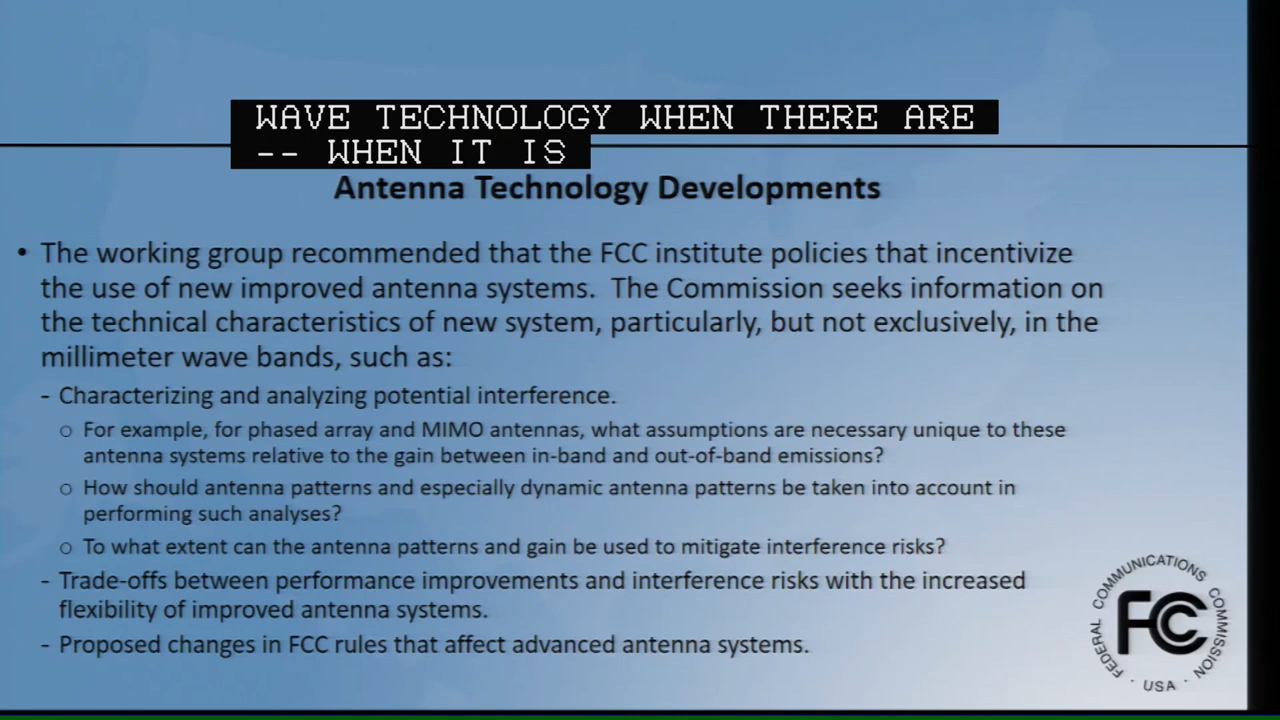 WAVE TECHNOLOGY WHEN THERE ARE
-- WHEN IT IS
Antenna Technology Developments
• The working group recommended that the FCC institute policies that incentivize
the use of new improved antenna systems.  The Commission seeks information on
the technical characteristics of new system, particularly, but not exclusively, in the
millimeter wave bands, such as:
- Characterizing and analyzing potential interference.
o For example, for phased array and MIMO antennas, what assumptions are necessary unique to these
antenna systems relative to the gain between in-band and out-of-band emissions?
o How should antenna patterns and especially dynamic antenna patterns be taken into account in
performing such analyses?
o To what extent can the antenna patterns and gain be used to mitigate interference risks?
- Trade-offs between performance improvements and interference risks with the increased
flexibility of improved antenna systems.
- Proposed changes in FCC rules that affect advanced antenna systems.
FEDERAL COMMUNICATIONS COMMISSION
FCC
· USA ·